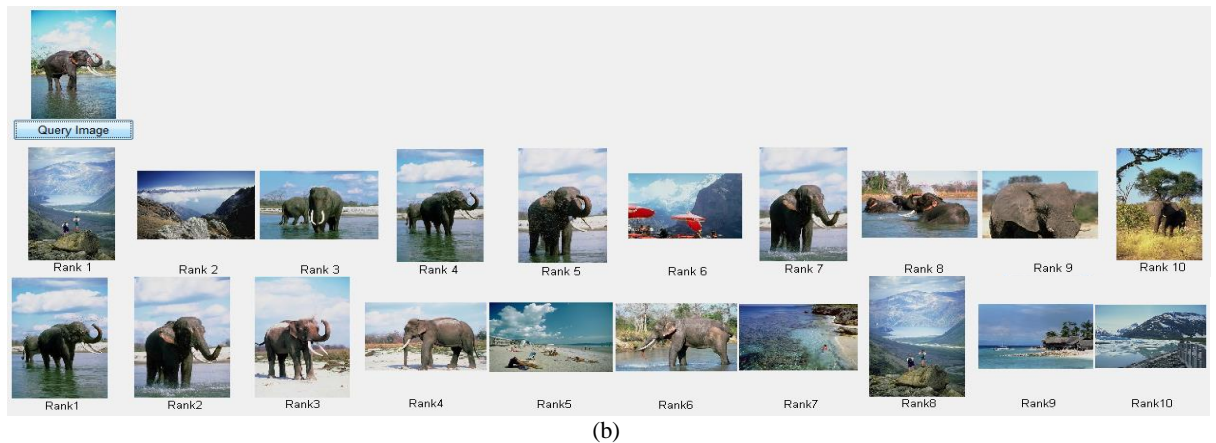 Query Image
Rank 1 Rank 2 Rank 3 Rank 4 Rank 5 Rank 6 Rank 7 Rank 8 Rank 9 Rank 10
Rank1 Rank2 Rank3 Rank4 Rank5 Rank6 Rank7 Rank8 Rank9 Rank10
(b)